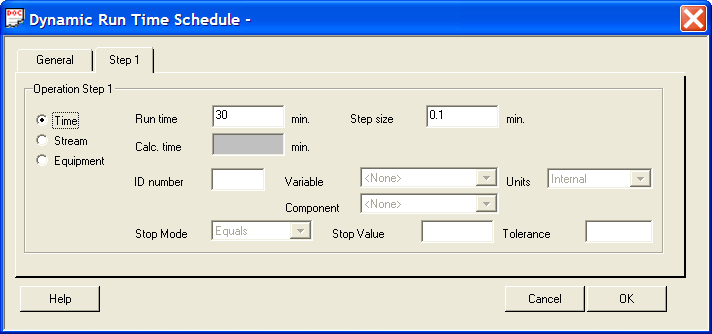 Dynamic Run Time Schedule -
General Step 1
Operation Step 1
Time Run time 30 min. Step size 0.1 min.
Stream Calc. time min.
Equipment
ID number Variable <None> Units Internal
Component <None>
Stop Mode Equals Stop Value Tolerance
Help Cancel OK